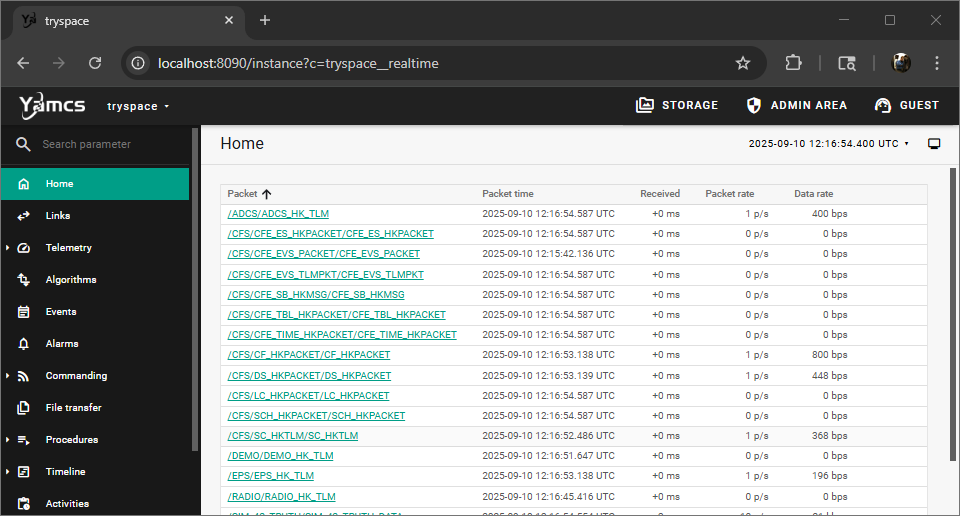 tryspace
localhost:8090/instance?c=tryspace__realtime
Yamcs tryspace STORAGE ADMIN AREA GUEST
Search parameter
Home
Links
Telemetry
Algorithms
Events
Alarms
Commanding
File transfer
Procedures
Timeline
Activities
Home 2025-09-10 12:16:54.400 UTC
Packet Packet time Received Packet rate Data rate
/ADCS/ADCS_HK_TLM 2025-09-10 12:16:54.587 UTC +0 ms 1 p/s 400 bps
/CFS/CFE_ES_HKPACKET/CFE_ES_HKPACKET 2025-09-10 12:16:54.587 UTC +0 ms 0 p/s 0 bps
/CFS/CFE_EVS_PACKET/CFE_EVS_PACKET 2025-09-10 12:15:42.136 UTC +0 ms 0 p/s 0 bps
/CFS/CFE_EVS_TLMPKT/CFE_EVS_TLMPKT 2025-09-10 12:16:54.587 UTC +0 ms 0 p/s 0 bps
/CFS/CFE_SB_HKMSG/CFE_SB_HKMSG 2025-09-10 12:16:54.587 UTC +0 ms 0 p/s 0 bps
/CFS/CFE_TBL_HKPACKET/CFE_TBL_HKPACKET 2025-09-10 12:16:54.587 UTC +0 ms 0 p/s 0 bps
/CFS/CFE_TIME_HKPACKET/CFE_TIME_HKPACKET 2025-09-10 12:16:54.587 UTC +0 ms 0 p/s 0 bps
/CFS/CF_HKPACKET/CF_HKPACKET 2025-09-10 12:16:53.138 UTC +0 ms 1 p/s 800 bps
/CFS/DS_HKPACKET/DS_HKPACKET 2025-09-10 12:16:53.139 UTC +0 ms 1 p/s 448 bps
/CFS/LC_HKPACKET/LC_HKPACKET 2025-09-10 12:16:54.587 UTC +0 ms 0 p/s 0 bps
/CFS/SCH_HKPACKET/SCH_HKPACKET 2025-09-10 12:16:54.587 UTC +0 ms 0 p/s 0 bps
/CFS/SC_HKTLM/SC_HKTLM 2025-09-10 12:16:52.486 UTC +0 ms 1 p/s 368 bps
/DEMO/DEMO_HK_TLM 2025-09-10 12:16:51.647 UTC +0 ms 0 p/s 0 bps
/EPS/EPS_HK_TLM 2025-09-10 12:16:53.138 UTC +0 ms 1 p/s 196 bps
/RADIO/RADIO_HK_TLM 2025-09-10 12:16:45.416 UTC +0 ms 0 p/s 0 bps